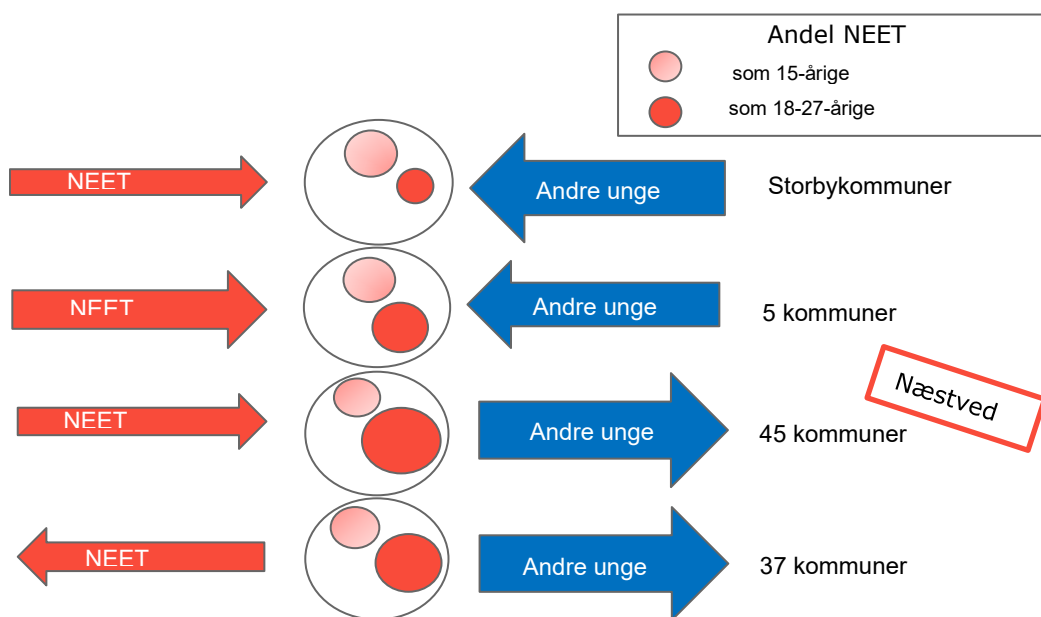 Andel NEET
som 15-årige
som 18-27-årige
NEET
Andre unge
Storbykommuner
NEET
Andre unge
5 kommuner
Næstved
NEET
Andre unge
45 kommuner
NEET
Andre unge
37 kommuner